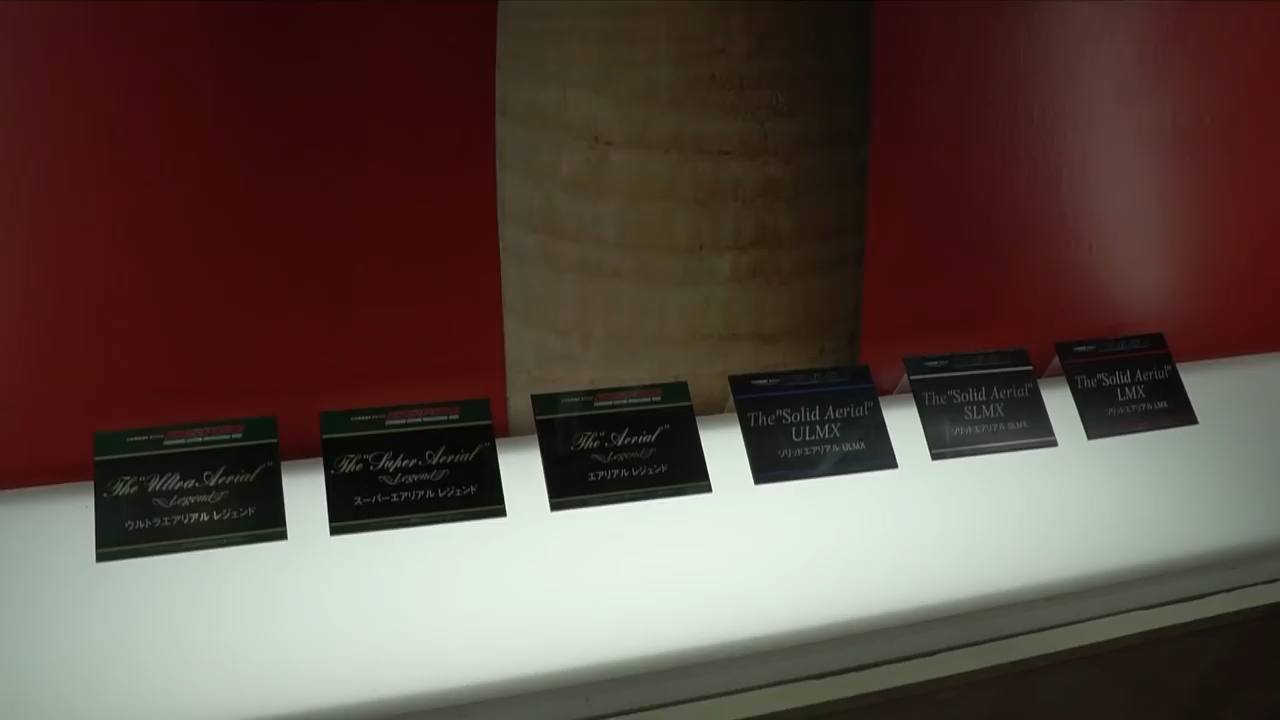 The "Ultra Aerial"
Legend
ウルトラエアリアル レジェンド
The "Super Aerial"
Legend
スーパーエアリアル レジェンド
The "Aerial"
Legend
エアリアル レジェンド
The "Solid Aerial"
ULMX
ソリッドエアリアル ULMX
The "Solid Aerial"
SLMX
ソリッドエアリアル SLMX
The "Solid Aerial"
LMX
ソリッドエアリアル LMX